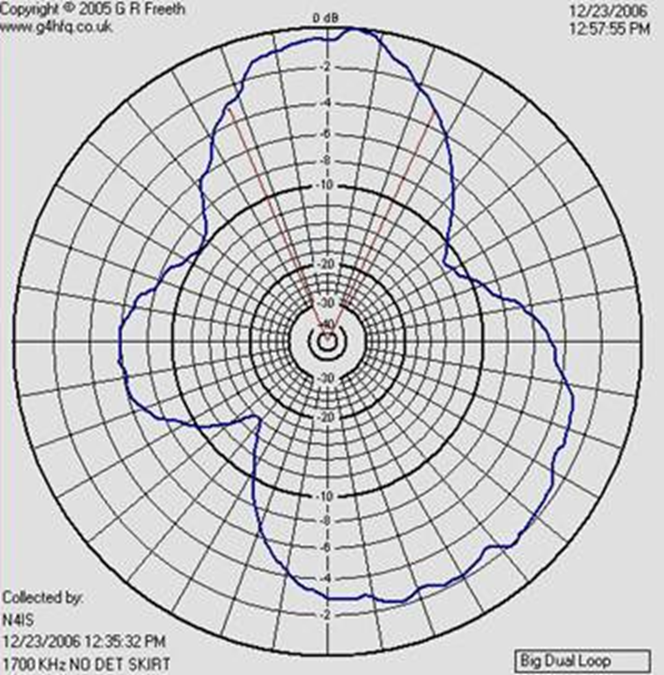 Copyright © 2005 G R Freeth
www.g4hfq.co.uk
12/23/2006
12:57:55 PM
0 dB
-2
-4
-6
-8
-10
-20
-30
-40
-30
-20
-10
-8
-6
-4
-2
Collected by:
N4IS
12/23/2006 12:35:32 PM
1700 KHz NO DET SKIRT
Big Dual Loop